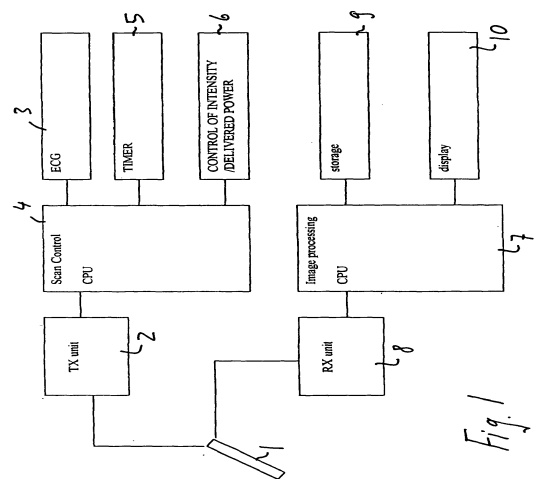 3
ECG
5
TIMER
6
CONTROL OF INTENSITY
/DELIVERED POWER
9
storage
10
display
4
Scan Control
CPU
Image processing
CPU
7
TX unit
2
RX unit
8
1
Fig. 1